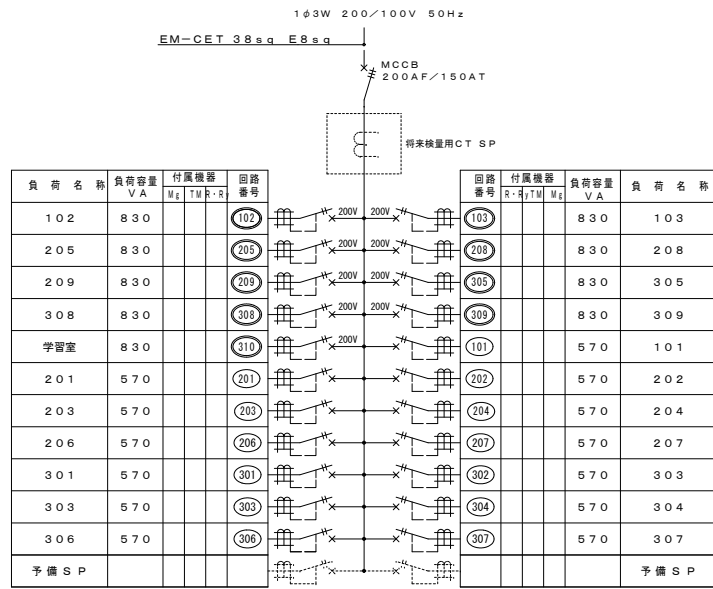 1φ3W 200/100V 50Hz
EM-CET 38sq E8sq
MCCB
200AF/150AT
将来検量用CT SP
負荷名称 負荷容量 VA 付属機器 Mg TM R・R 回路番号 回路番号 付属機器 R・Ry TM Mg 負荷容量 VA 負荷名称
102 830 102 200V 200V 103 830 103
205 830 205 200V 200V 208 830 208
209 830 209 200V 200V 305 830 305
308 830 308 200V 200V 309 830 309
学習室 830 310 200V 101 570 101
201 570 201 202 570 202
203 570 203 204 570 204
206 570 206 207 570 207
301 570 301 302 570 303
303 570 303 304 570 304
306 570 306 307 570 307
予備SP 予備SP